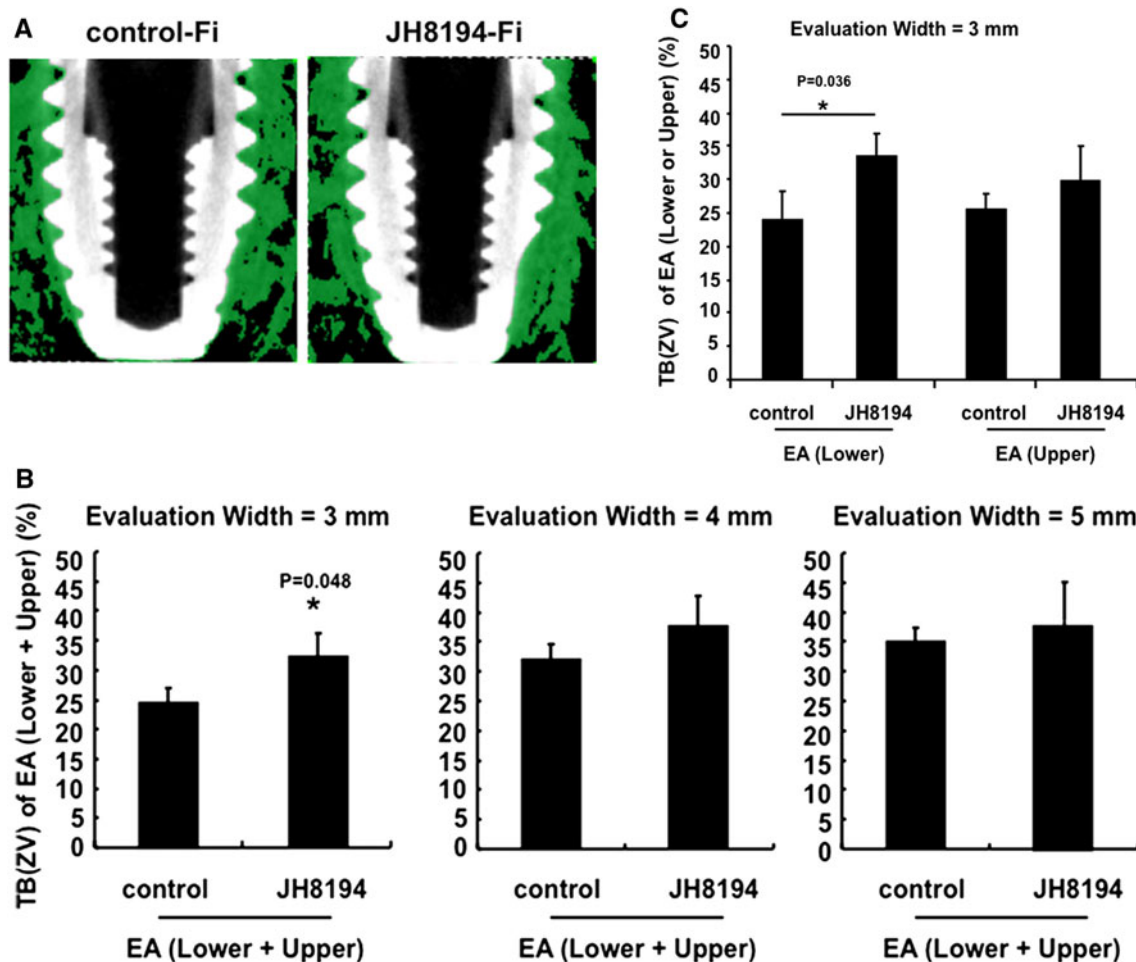 A
control-Fi
JH8194-Fi
C
Evaluation Width = 3 mm
TB(ZV) of EA (Lower or Upper) (%)
50
45
40
35
30
25
20
15
10
5
0
P=0.036
*
control
JH8194
control
JH8194
EA (Lower)
EA (Upper)
B
TB(ZV) of EA (Lower + Upper) (%)
Evaluation Width = 3 mm
50
45
40
35
30
25
20
15
10
5
0
P=0.048
*
control
JH8194
EA (Lower + Upper)
Evaluation Width = 4 mm
50
45
40
35
30
25
20
15
10
5
0
control
JH8194
EA (Lower + Upper)
Evaluation Width = 5 mm
50
45
40
35
30
25
20
15
10
5
0
control
JH8194
EA (Lower + Upper)